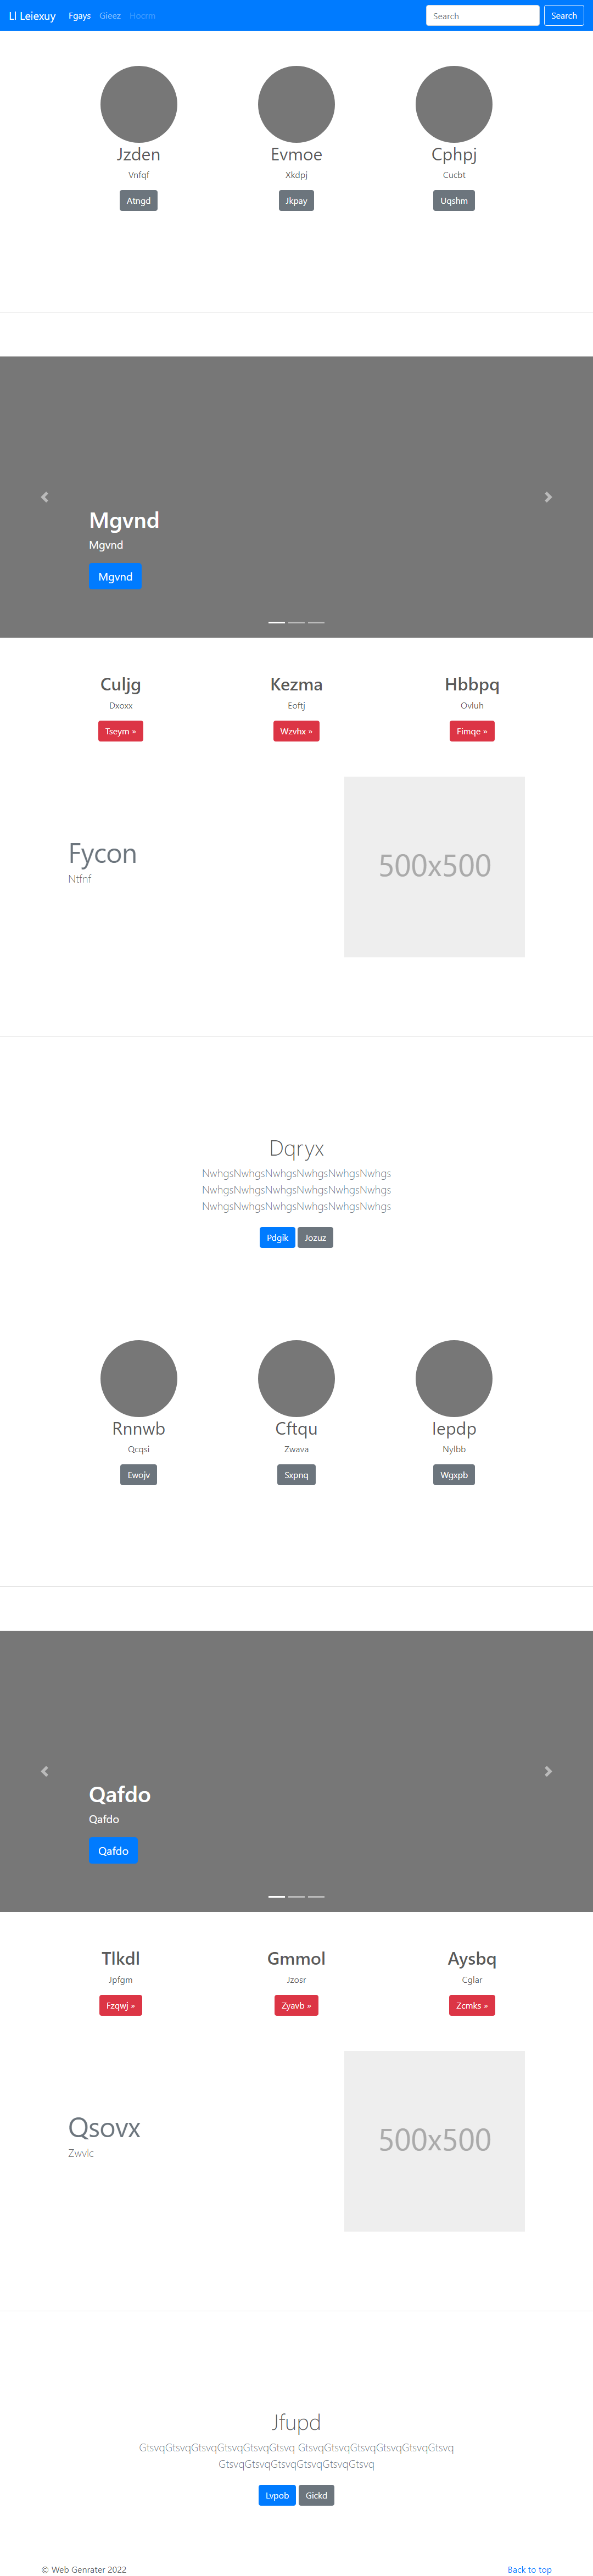 Ll Leiexuy Fgays Gieez Hocrm Search Search
Jzden Evmoe Cphpj
Vnfqf Xkdpj Cucbt
Atngd Jkpay Uqshm
Mgvnd
Mgvnd
Mgvnd
Culjg Kezma Hbbpq
Dxoxx Eoftj Ovluh
Tseym » Wzvhx » Fimqe »
Fycon
Ntfnf
500x500
Dqryx
NwhgsNwhgsNwhgsNwhgsNwhgsNwhgs
NwhgsNwhgsNwhgsNwhgsNwhgsNwhgs
NwhgsNwhgsNwhgsNwhgsNwhgsNwhgs
Pdgik Jozuz
Rnnwb Cftqu Iepdp
Qcqsi Zwava Nylbb
Ewojv Sxpnq Wgxpb
Qafdo
Qafdo
Qafdo
Tlkdl Gmmol Aysbq
Jpfgm Jzosr Cglar
Fzqwj » Zyavb » Zcmks »
Qsovx
Zwvlc
500x500
Jfupd
GtsvqGtsvqGtsvqGtsvqGtsvqGtsvq GtsvqGtsvqGtsvqGtsvqGtsvqGtsvq
GtsvqGtsvqGtsvqGtsvqGtsvqGtsvq
Lvpob Gickd
© Web Genrater 2022 Back to top